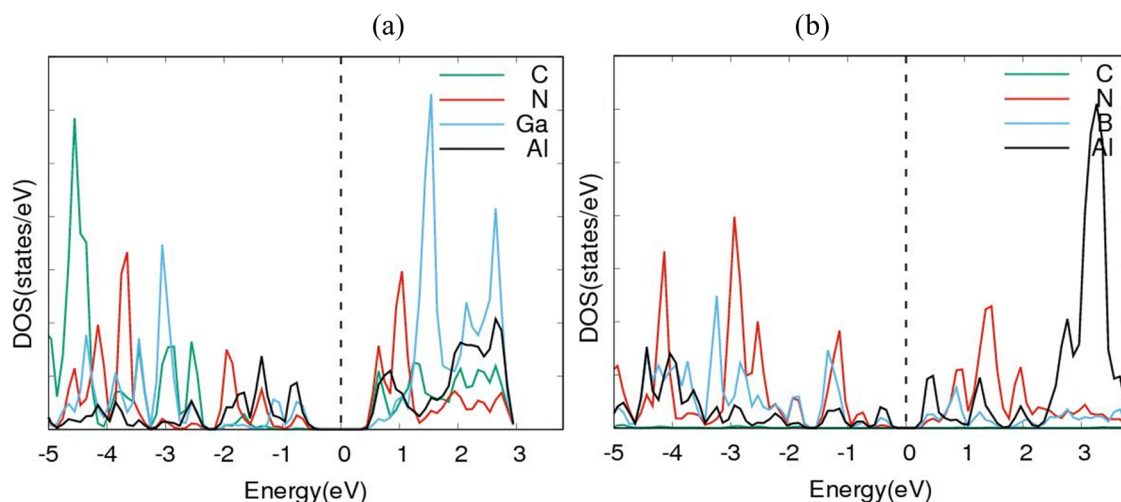 (a)
(b)
C
N
Ga
Al
DOS(states/eV)
-5 -4 -3 -2 -1 0 1 2 3
Energy(eV)
C
N
B
Al
DOS(states/eV)
-5 -4 -3 -2 -1 0 1 2 3
Energy(eV)